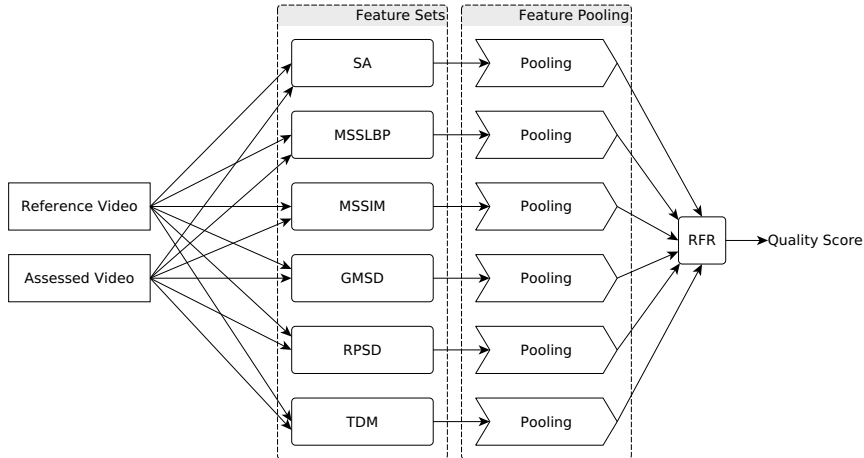 Feature Sets
Feature Pooling
SA
Pooling
MSSLBP
Pooling
Reference Video
MSSIM
Pooling
RFR
Quality Score
Assessed Video
GMSD
Pooling
RPSD
Pooling
TDM
Pooling